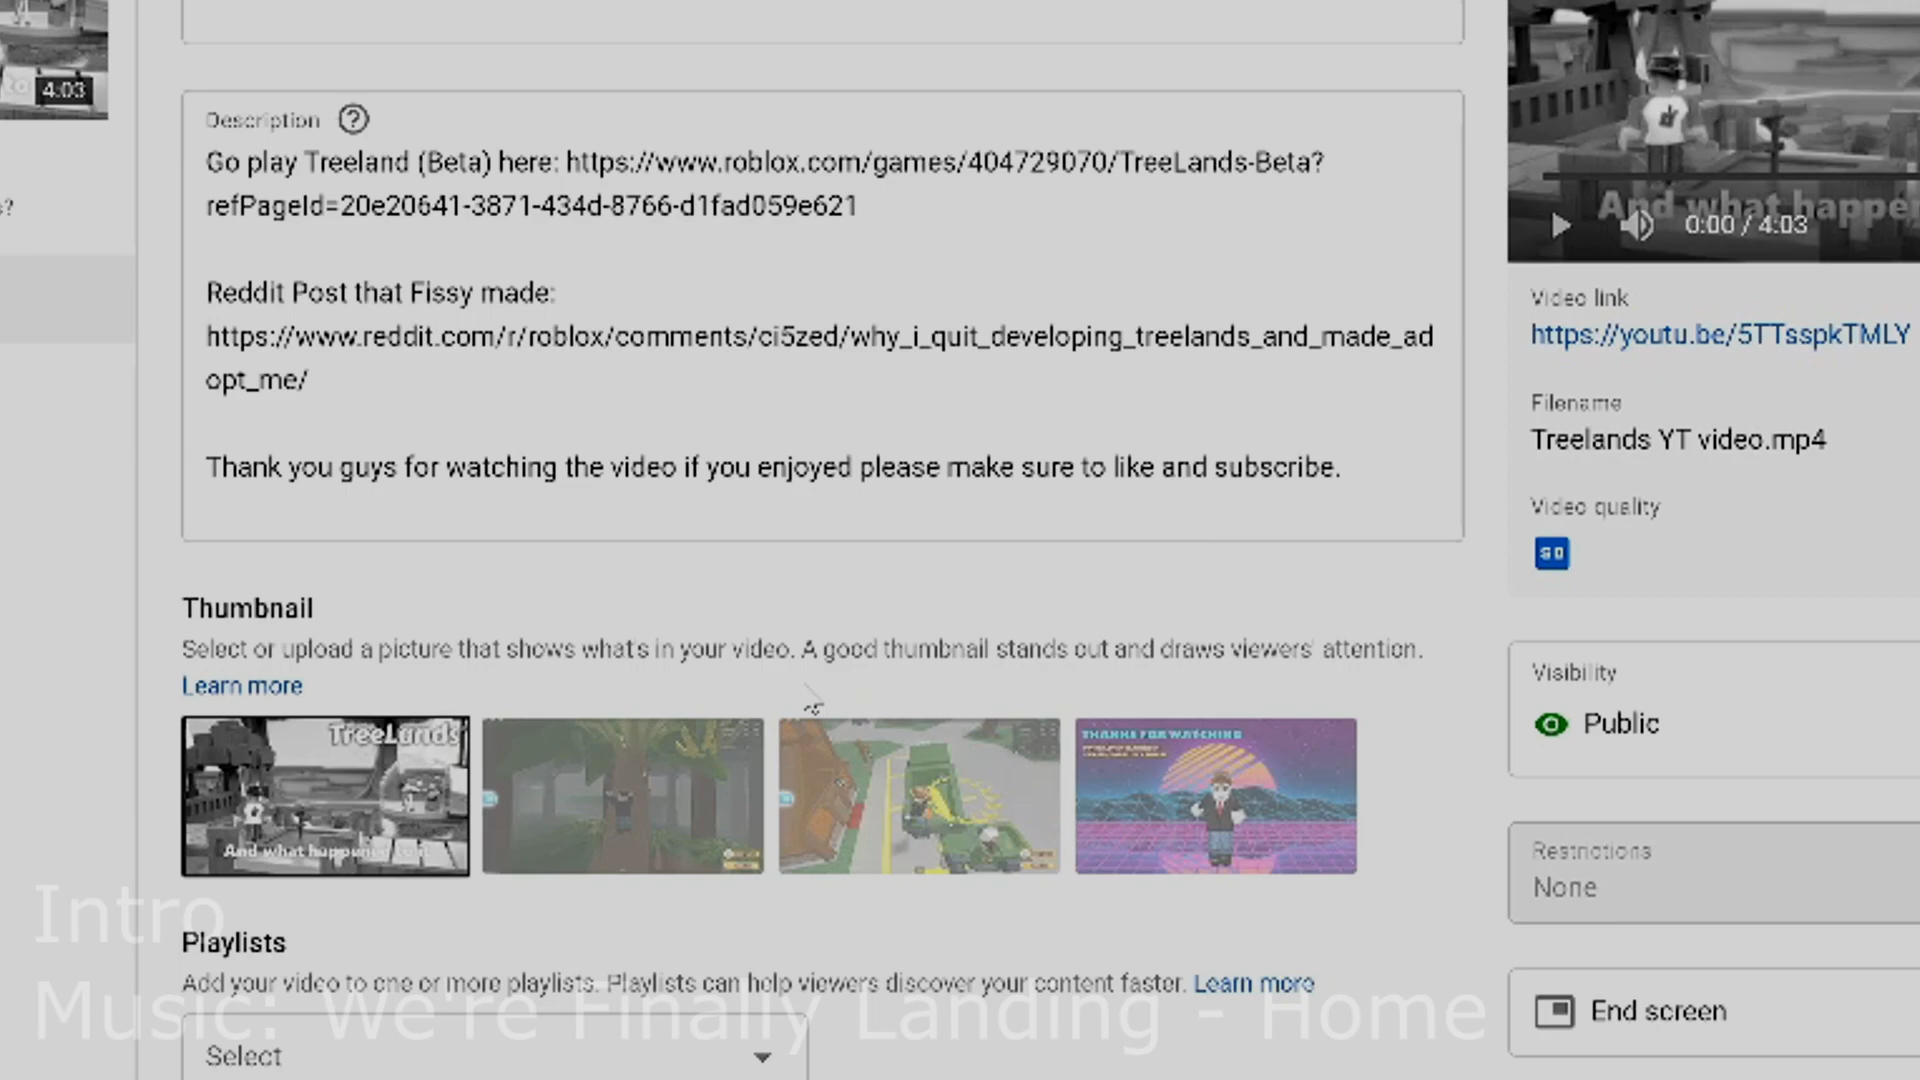 4:03
s?
Description
Go play Treeland (Beta) here: https://www.roblox.com/games/404729070/TreeLands-Beta?
refPageId=20e20641-3871-434d-8766-d1fad059e621
Reddit Post that Fissy made:
https://www.reddit.com/r/roblox/comments/ci5zed/why_i_quit_developing_treelands_and_made_ad
opt_me/
Thank you guys for watching the video if you enjoyed please make sure to like and subscribe.
Thumbnail
Select or upload a picture that shows what's in your video. A good thumbnail stands out and draws viewers' attention.
Learn more
TreeLands
And what happened
THANKS FOR WATCHING
Playlists
Add your video to one or more playlists. Playlists can help viewers discover your content faster. Learn more
Select
Intro
Music: We're Finally Landing - Home
And what happe
0:00 / 4:03
Video link
https://youtu.be/5TTsspkTMLY
Filename
Treelands YT video.mp4
Video quality
SD
Visibility
Public
Restrictions
None
End screen